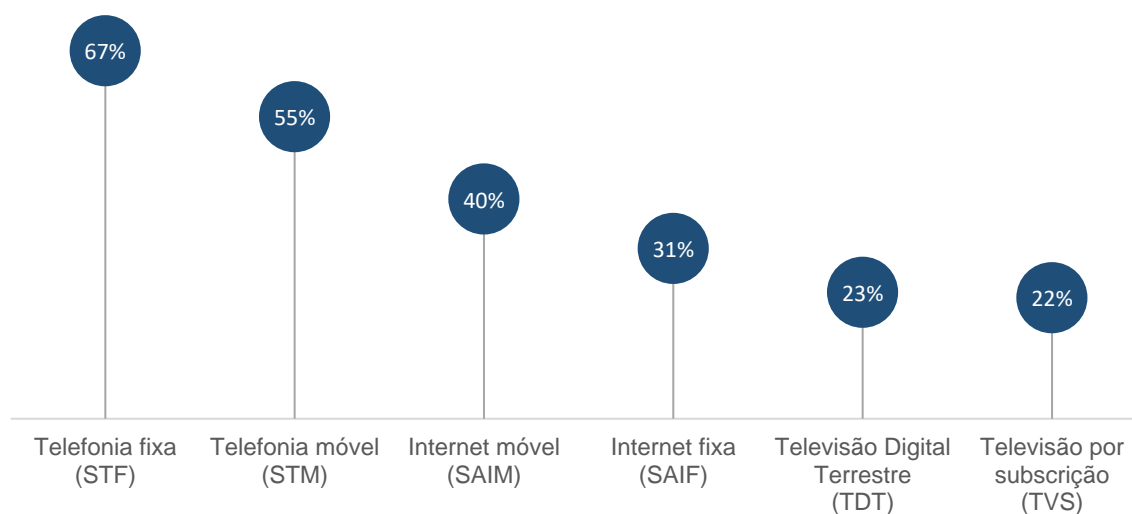 67%
55%
40%
31%
23%
22%
Telefonia fixa
(STF)
Telefonia móvel
(STM)
Internet móvel
(SAIM)
Internet fixa
(SAIF)
Televisão Digital
Terrestre
(TDT)
Televisão por
subscrição
(TVS)